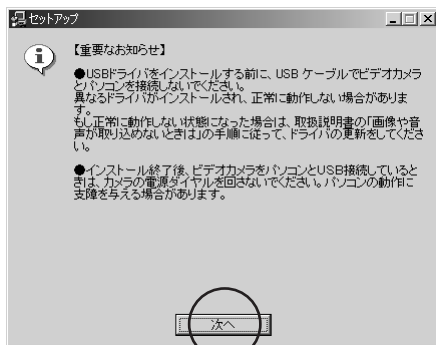 セットアップ
【重要なお知らせ】
●USBドライバをインストールする前に、USB ケーブルでビデオカメラ
とパソコンを接続しないでください。
異なるドライバがインストールされ、正常に動作しない場合がありま
す。
もし正常に動作しない状態になった場合は、取扱説明書の「画像や音
声が取り込めないときは」の手順に従って、ドライバの更新をしてくださ
い。
●インストール終了後、ビデオカメラをパソコンとUSB接続していると
きは、カメラの電源ダイヤルを回さないでください。パソコンの動作に
支障を与える場合があります。
次へ